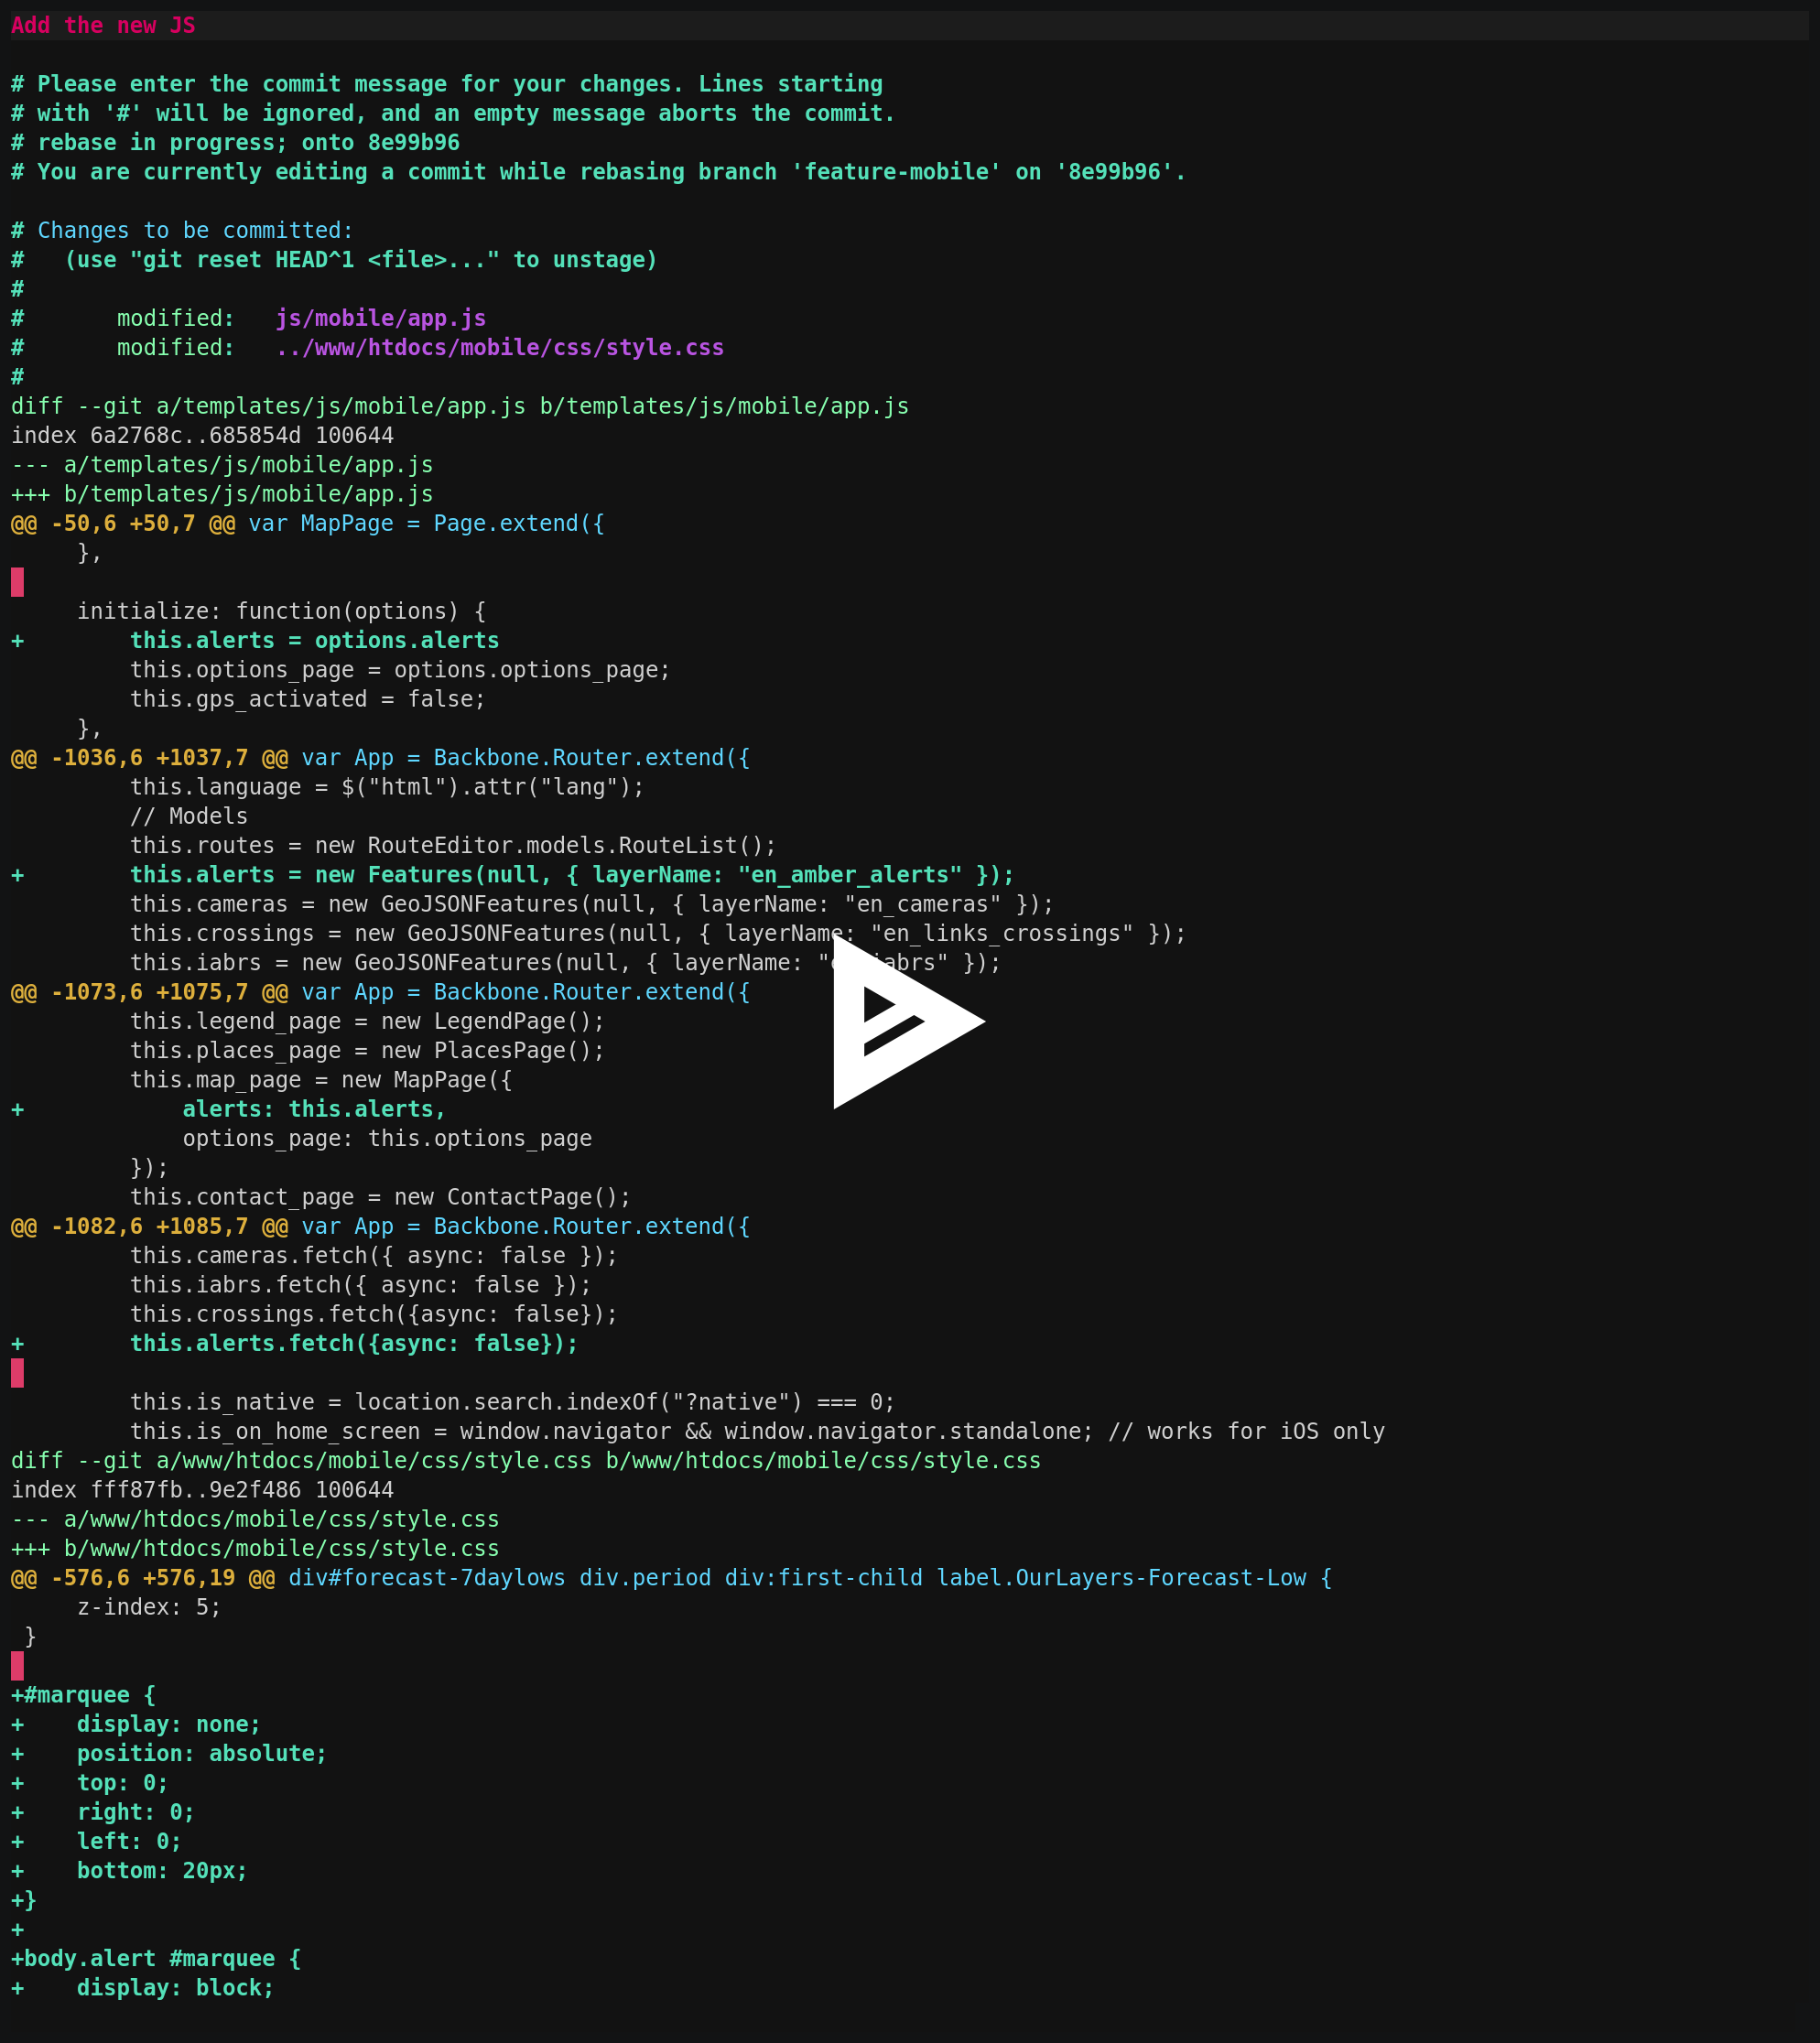 Add the new JS

# Please enter the commit message for your changes. Lines starting
# with '#' will be ignored, and an empty message aborts the commit.
# rebase in progress; onto 8e99b96
# You are currently editing a commit while rebasing branch 'feature-mobile' on '8e99b96'.

# Changes to be committed:
#   (use "git reset HEAD^1 <file>..." to unstage)
#
#       modified:   js/mobile/app.js
#       modified:   ../www/htdocs/mobile/css/style.css
#
diff --git a/templates/js/mobile/app.js b/templates/js/mobile/app.js
index 6a2768c..685854d 100644
--- a/templates/js/mobile/app.js
+++ b/templates/js/mobile/app.js
@@ -50,6 +50,7 @@ var MapPage = Page.extend({
     },

     initialize: function(options) {
+        this.alerts = options.alerts
         this.options_page = options.options_page;
         this.gps_activated = false;
     },
@@ -1036,6 +1037,7 @@ var App = Backbone.Router.extend({
         this.language = $("html").attr("lang");
         // Models
         this.routes = new RouteEditor.models.RouteList();
+        this.alerts = new Features(null, { layerName: "en_amber_alerts" });
         this.cameras = new GeoJSONFeatures(null, { layerName: "en_cameras" });
         this.crossings = new GeoJSONFeatures(null, { layerName: "en_links_crossings" });
         this.iabrs = new GeoJSONFeatures(null, { layerName: " });
@@ -1073,6 +1075,7 @@ var App = Backbone.Router.extend({
         this.legend_page = new LegendPage();
         this.places_page = new PlacesPage();
         this.map_page = new MapPage({
+            alerts: this.alerts,
             options_page: this.options_page
         });
         this.contact_page = new ContactPage();
@@ -1082,6 +1085,7 @@ var App = Backbone.Router.extend({
         this.cameras.fetch({ async: false });
         this.iabrs.fetch({ async: false });
         this.crossings.fetch({async: false});
+        this.alerts.fetch({async: false});

         this.is_native = location.search.indexOf("?native") === 0;
         this.is_on_home_screen = window.navigator && window.navigator.standalone; // works for iOS only
diff --git a/www/htdocs/mobile/css/style.css b/www/htdocs/mobile/css/style.css
index fff87fb..9e2f486 100644
--- a/www/htdocs/mobile/css/style.css
+++ b/www/htdocs/mobile/css/style.css
@@ -576,6 +576,19 @@ div#forecast-7daylows div.period div:first-child label.OurLayers-Forecast-Low {
     z-index: 5;
 }

+#marquee {
+    display: none;
+    position: absolute;
+    top: 0;
+    right: 0;
+    left: 0;
+    bottom: 20px;
+}
+
+body.alert #marquee {
+    display: block;